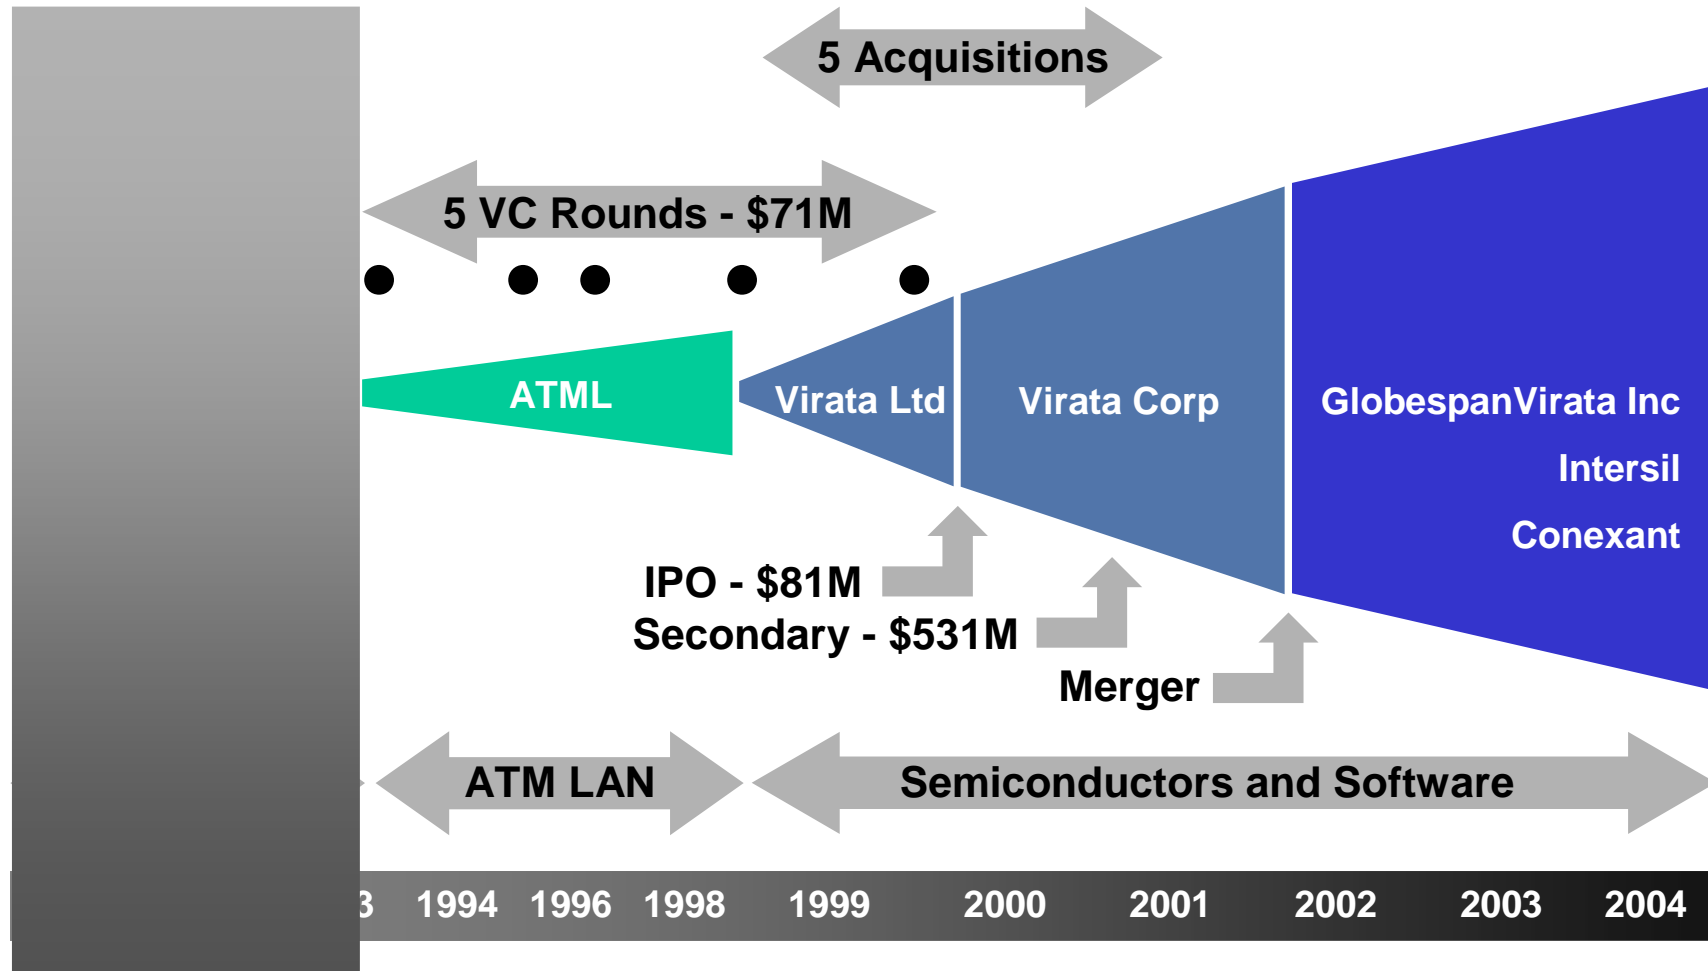 5 Acquisitions
5 VC Rounds - $71M
ATML
Virata Ltd
Virata Corp
GlobespanVirata Inc
Intersil
Conexant
IPO - $81M
Secondary - $531M
Merger
ATM LAN
Semiconductors and Software
3 1994 1996 1998 1999 2000 2001 2002 2003 2004